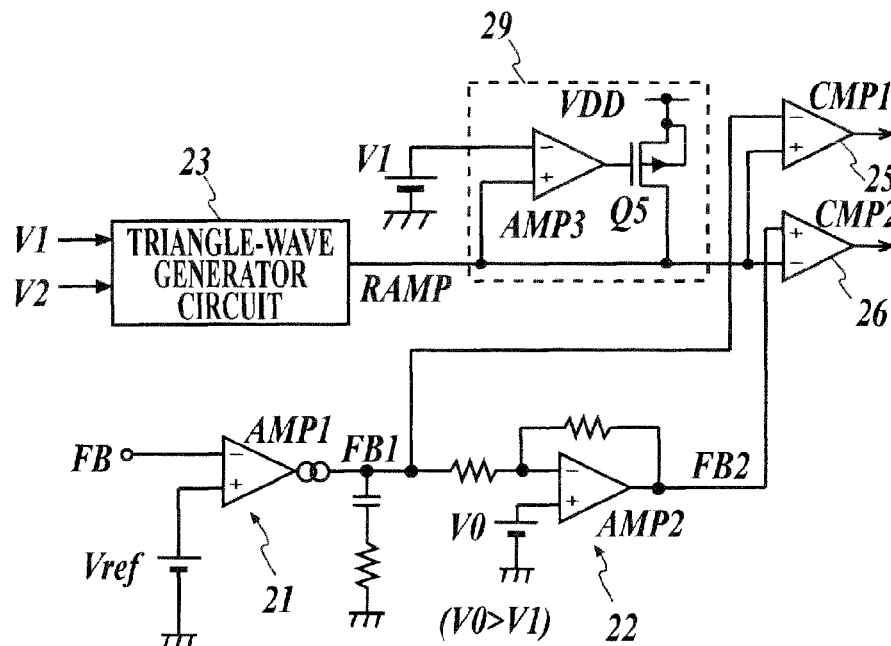 29
VDD
CMP1
V1
25
23
Q5
AMP3
CMP2
V1
TRIANGLE-WAVE
GENERATOR
CIRCUIT
V2
RAMP
26
AMP1
FB
FB1
FB2
V0
AMP2
Vref
21
(V0>V1)
22